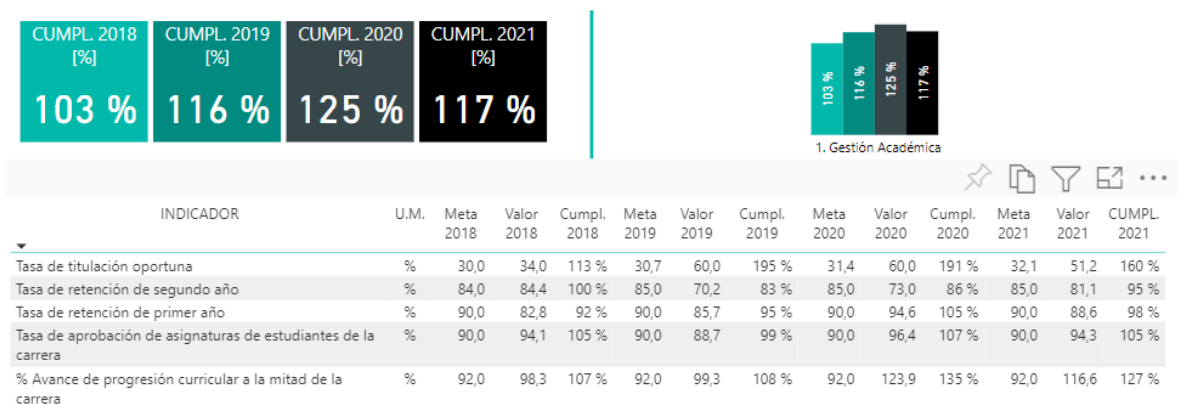 CUMPL. 2018 [%]
103 %
CUMPL. 2019 [%]
116 %
CUMPL. 2020 [%]
125 %
CUMPL. 2021 [%]
117 %
103 %
116 %
125 %
117 %
1. Gestión Académica
INDICADOR U.M. Meta 2018 Valor 2018 Cumpl. 2018 Meta 2019 Valor 2019 Cumpl. 2019 Meta 2020 Valor 2020 Cumpl. 2020 Meta 2021 Valor 2021 CUMPL. 2021
Tasa de titulación oportuna % 30,0 34,0 113 % 30,7 60,0 195 % 31,4 60,0 191 % 32,1 51,2 160 %
Tasa de retención de segundo año % 84,0 84,4 100 % 85,0 70,2 83 % 85,0 73,0 86 % 85,0 81,1 95 %
Tasa de retención de primer año % 90,0 82,8 92 % 90,0 85,7 95 % 90,0 94,6 105 % 90,0 88,6 98 %
Tasa de aprobación de asignaturas de estudiantes de la % 90,0 94,1 105 % 90,0 88,7 99 % 90,0 96,4 107 % 90,0 94,3 105 %
carrera
% Avance de progresión curricular a la mitad de la % 92,0 98,3 107 % 92,0 99,3 108 % 92,0 123,9 135 % 92,0 116,6 127 %
carrera